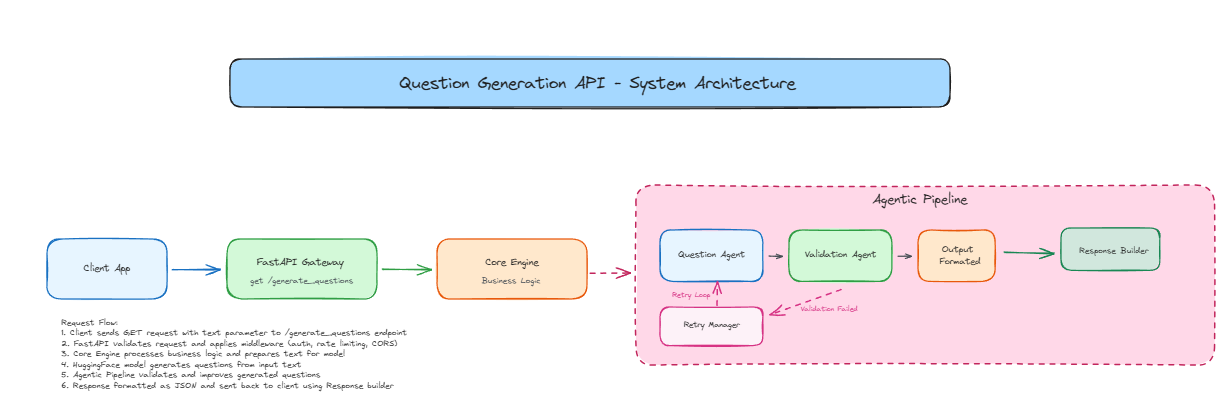 Question Generation API - System Architecture
Agentic Pipeline
Client App
FastAPI Gateway
get /generate_questions
Core Engine
Business Logic
Question Agent
Validation Agent
Output
Formated
Response Builder
Retry Loop
Validation Failed
Retry Manager
Request Flow:
1. Client sends GET request with text parameter to /generate_questions endpoint
2. FastAPI validates request and applies middleware (auth, rate limiting, CORS)
3. Core Engine processes business logic and prepares text for model
4. HuggingFace model generates questions from input text
5. Agentic Pipeline validates and improves generated questions
6. Response formatted as JSON and sent back to client using Response builder